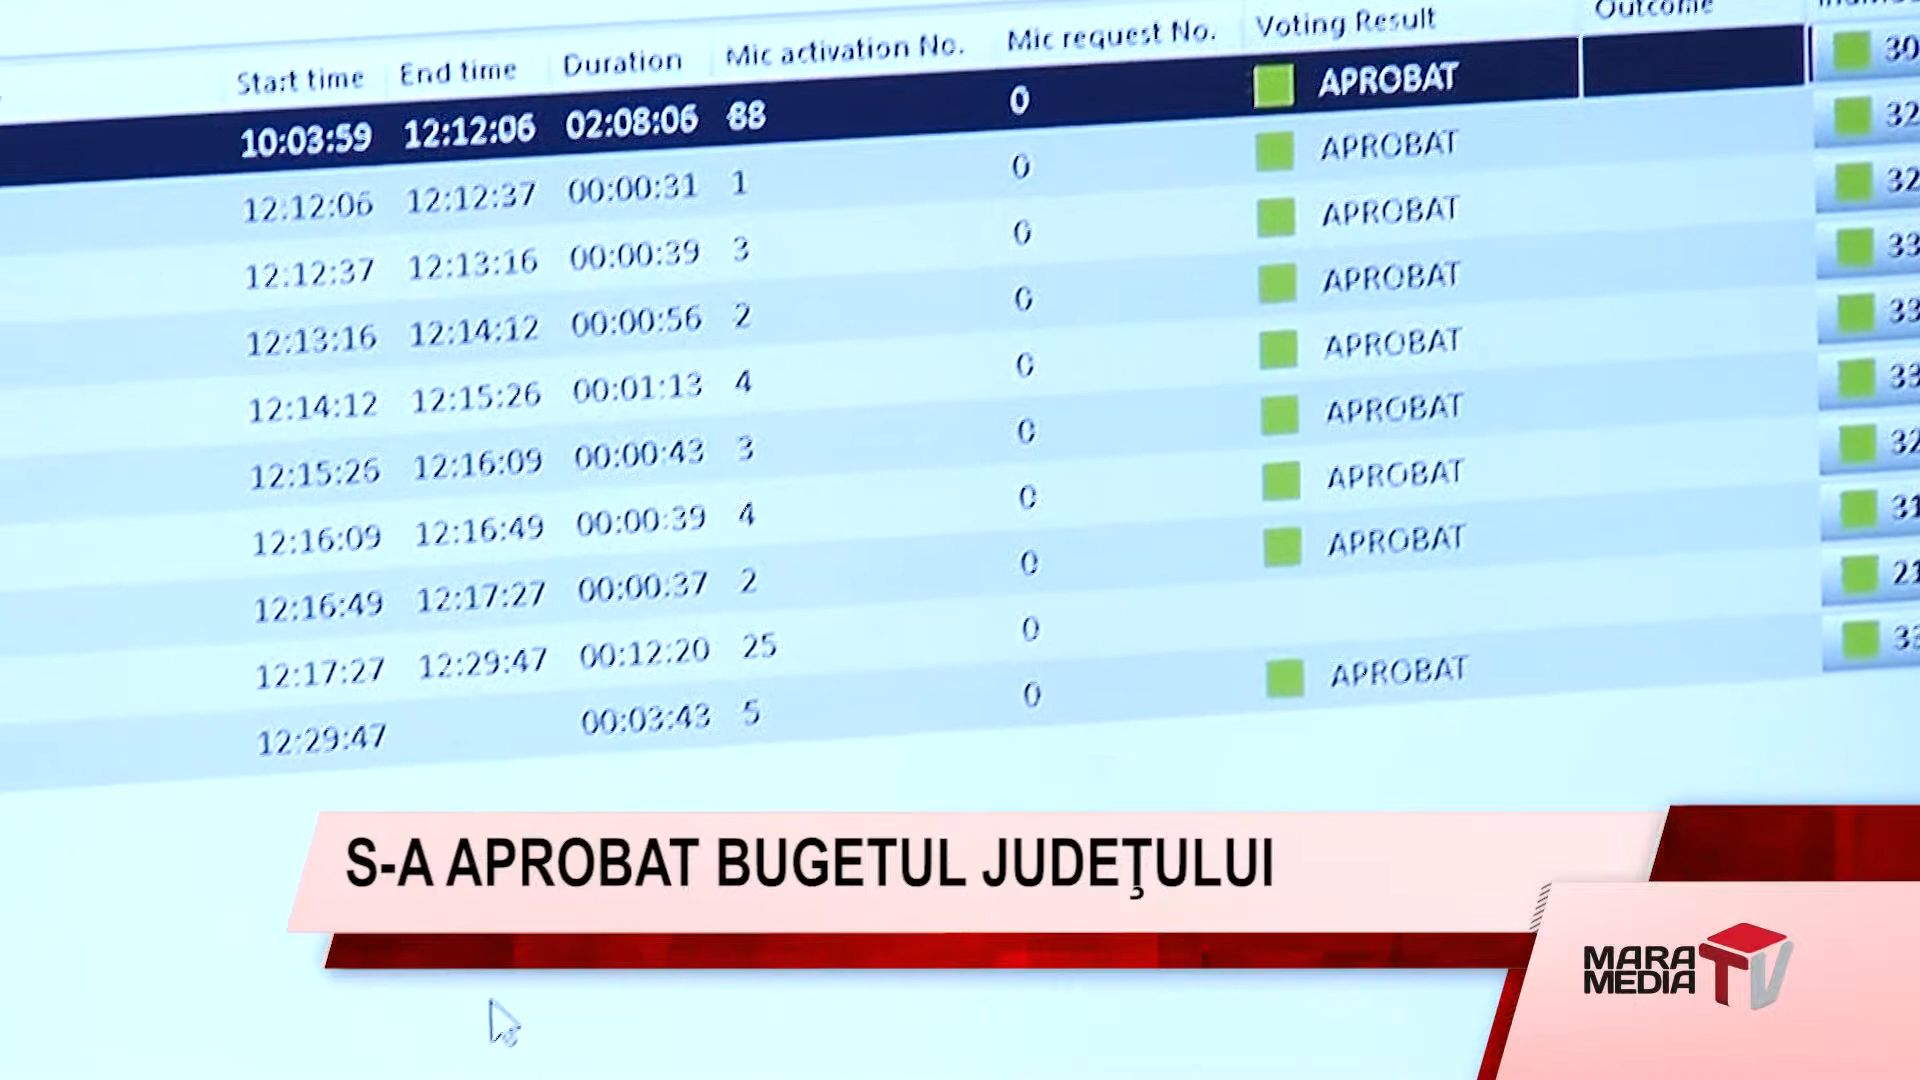 Start time End time Duration Mic activation No. Mic request No. Voting Result Outcome
10:03:59 12:12:06 02:08:06 88 0 APROBAT 30
12:12:06 12:12:37 00:00:31 1 0 APROBAT 32
12:12:37 12:13:16 00:00:39 3 0 APROBAT 32
12:13:16 12:14:12 00:00:56 2 0 APROBAT 33
12:14:12 12:15:26 00:01:13 4 0 APROBAT 33
12:15:26 12:16:09 00:00:43 3 0 APROBAT 33
12:16:09 12:16:49 00:00:39 4 0 APROBAT 32
12:16:49 12:17:27 00:00:37 2 0 APROBAT 31
12:17:27 12:29:47 00:12:20 25 0 21
12:29:47 00:03:43 5 0 APROBAT 33
S-A APROBAT BUGETUL JUDEŢULUI
MARA
MEDIA TV